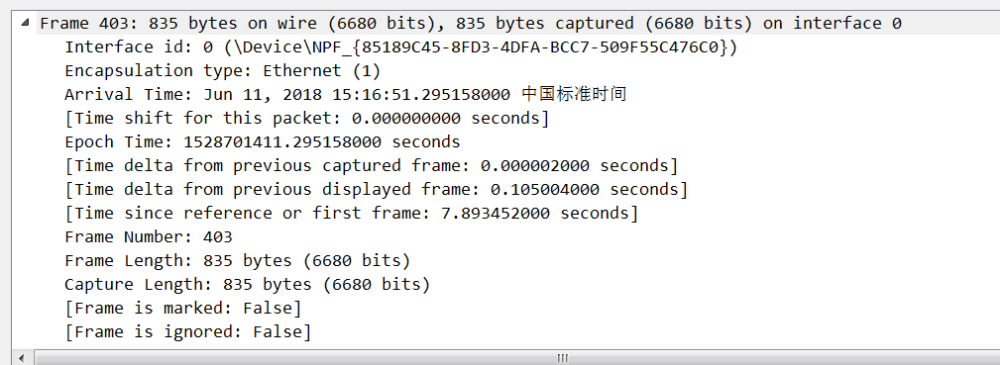 Frame 403: 835 bytes on wire (6680 bits), 835 bytes captured (6680 bits) on interface 0
Interface id: 0 (\Device\NPF_{85189C45-8FD3-4DFA-BCC7-509F55C476C0})
Encapsulation type: Ethernet (1)
Arrival Time: Jun 11, 2018 15:16:51.295158000 中国标准时间
[Time shift for this packet: 0.000000000 seconds]
Epoch Time: 1528701411.295158000 seconds
[Time delta from previous captured frame: 0.000002000 seconds]
[Time delta from previous displayed frame: 0.105004000 seconds]
[Time since reference or first frame: 7.893452000 seconds]
Frame Number: 403
Frame Length: 835 bytes (6680 bits)
Capture Length: 835 bytes (6680 bits)
[Frame is marked: False]
[Frame is ignored: False]